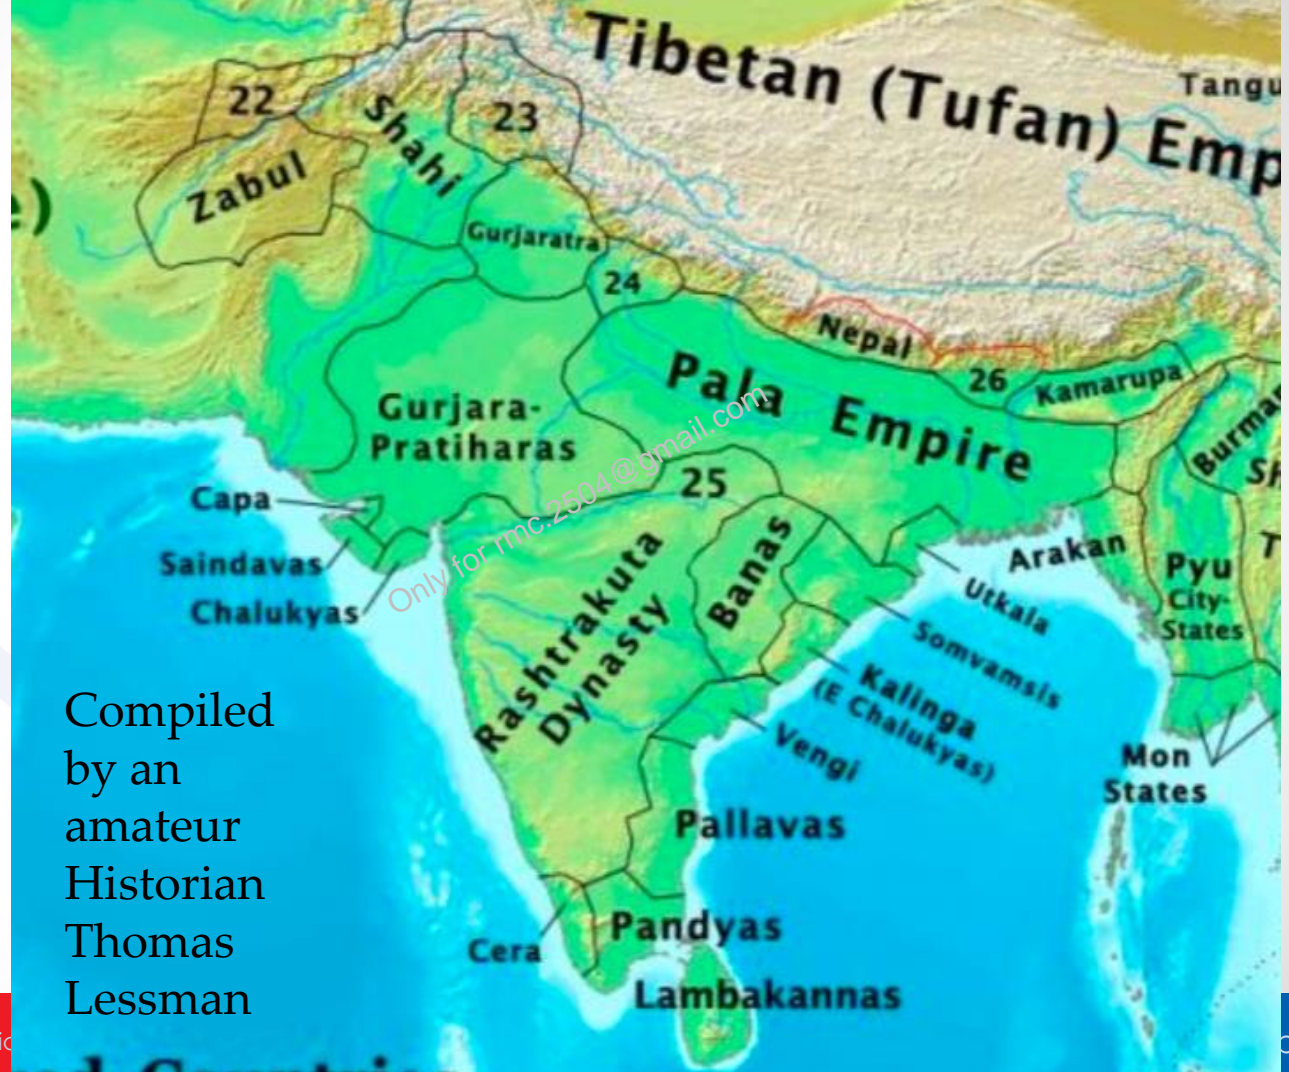 Tibetan (Tufan) Emp
Tangu
22
23
Shahi
Zabul
e)
Gurjaratra
24
Nepal
26
Kamarupa
Pala Empire
Gurjara-
Pratiharas
25
Burma
Sh
Capa
Saindavas
Chalukyas
Rashtrakuta
Dynasty
Banas
Arakan
Pyu
City-
States
T
Utkala
Somvamsis
Kalinga
(E Chalukyas)
Vengi
Mon
States
Pallavas
Pandyas
Cera
Lambakannas
Only for rmc.2504@gmail.com
Compiled
by an
amateur
Historian
Thomas
Lessman